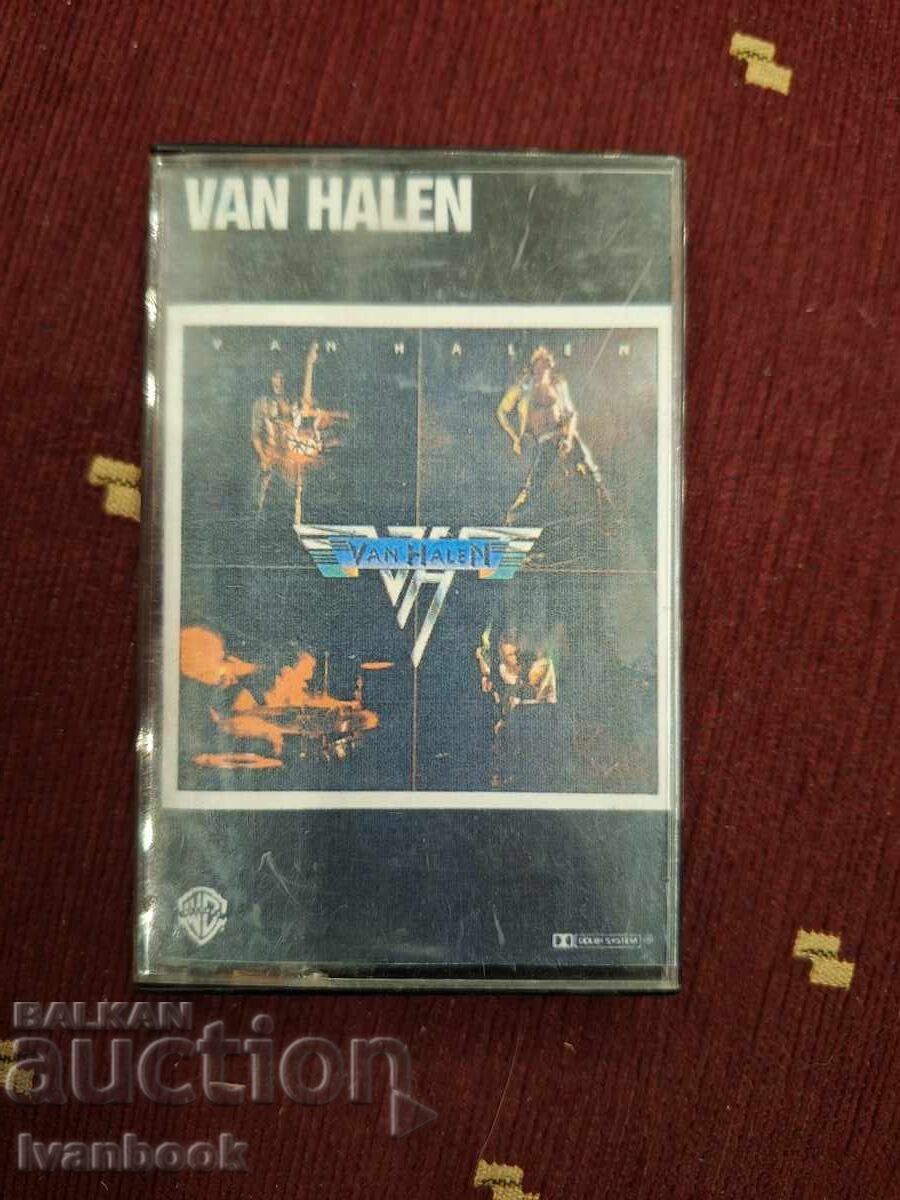 VAN HALEN
VAN HALEN
VAN HALEN
DOLBY SYSTEM
BALKAN
auction
Ivanbook